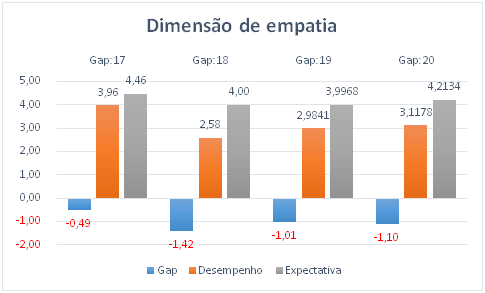 Dimensão de empatia
Gap:17 Gap:18 Gap:19 Gap:20
5,00
4,00
3,00
2,00
1,00
0,00
-1,00
-2,00
3,96 4,46 2,58 4,00 2,9841 3,9968 3,1178 4,2134
-0,49 -1,42 -1,01 -1,10
Gap Desempenho Expectativa